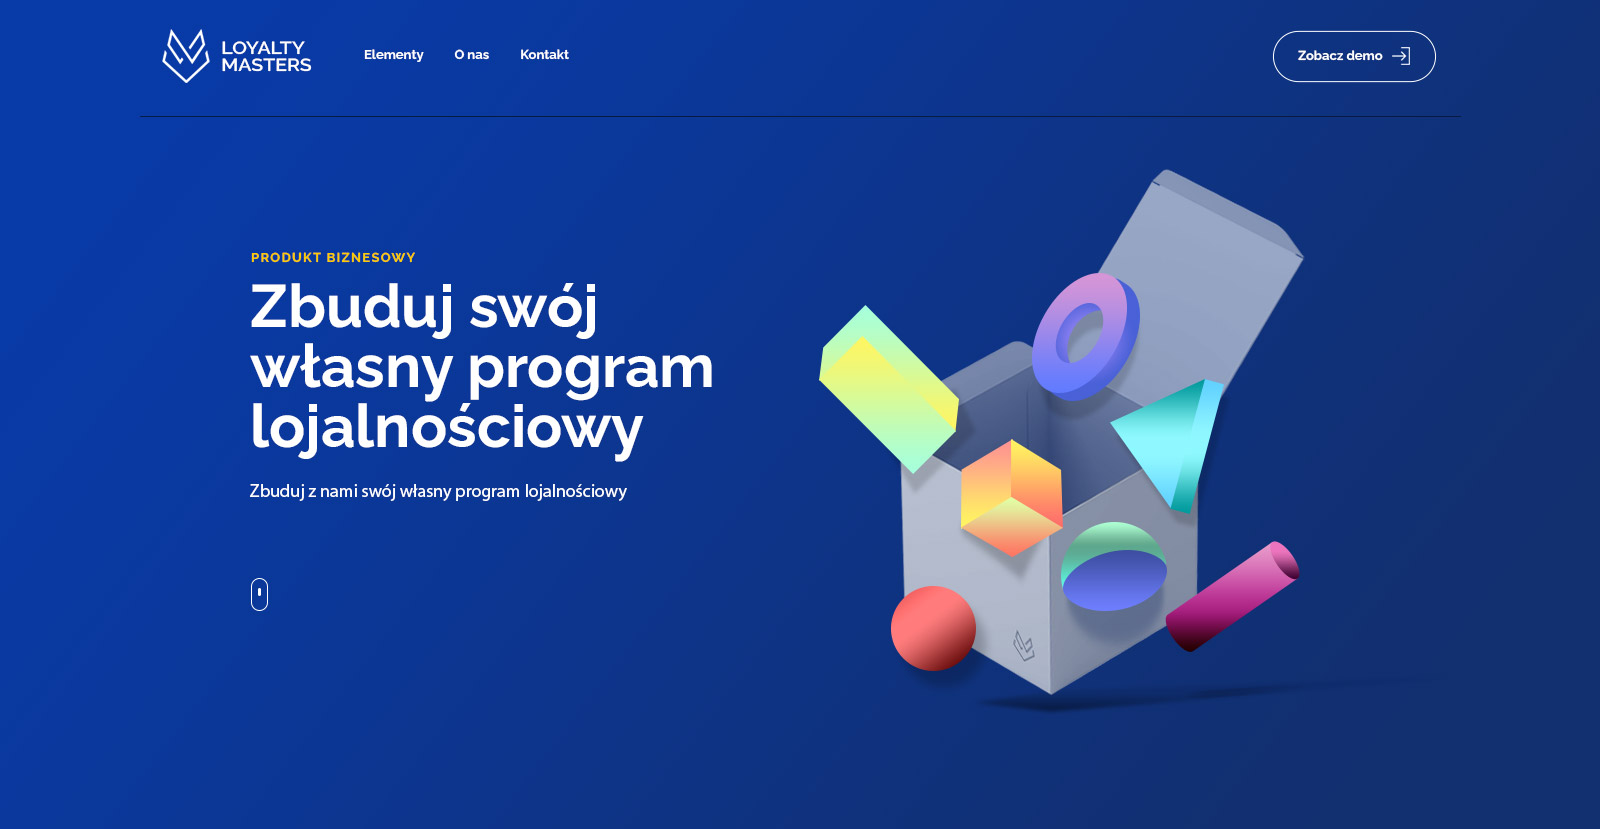 LOYALTY
MASTERS
Elementy
O nas
Kontakt
Zobacz demo
PRODUKT BIZNESOWY
Zbuduj swój
własny program
lojalnościowy
Zbuduj z nami swój własny program lojalnościowy